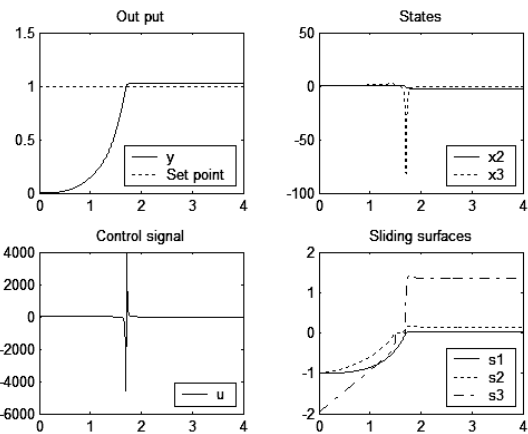 Out put
1.5
1
0.5
0
0 1 2 3 4
y
Set point
States
50
0
-50
-100
0 1 2 3 4
x2
x3
Control signal
4000
2000
0
-2000
-4000
-6000
0 1 2 3 4
u
Sliding surfaces
2
1
0
-1
-2
0 1 2 3 4
s1
s2
s3